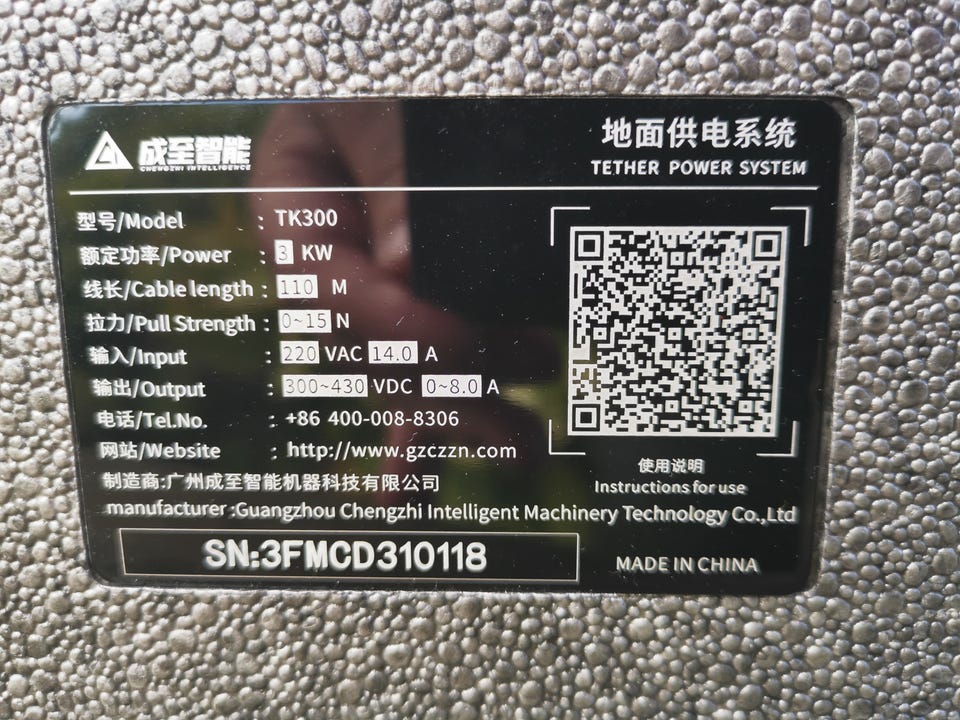 成至智能
CHENGZHI INTELLIGENCE
地面供电系统
TETHER POWER SYSTEM
型号/Model : TK300
额定功率/Power : 3 KW
线长/Cable length : 110 M
拉力/Pull Strength : 0~15 N
输入/Input : 220 VAC 14.0 A
输出/Output : 300~430 VDC 0~8.0 A
电话/Tel.No. : +86 400-008-8306
网站/Website : http://www.gzczzn.com
制造商:广州成至智能机器科技有限公司
manufacturer :Guangzhou Chengzhi Intelligent Machinery Technology Co.,Ltd
使用说明
Instructions for use
SN:3FMCD310118
MADE IN CHINA